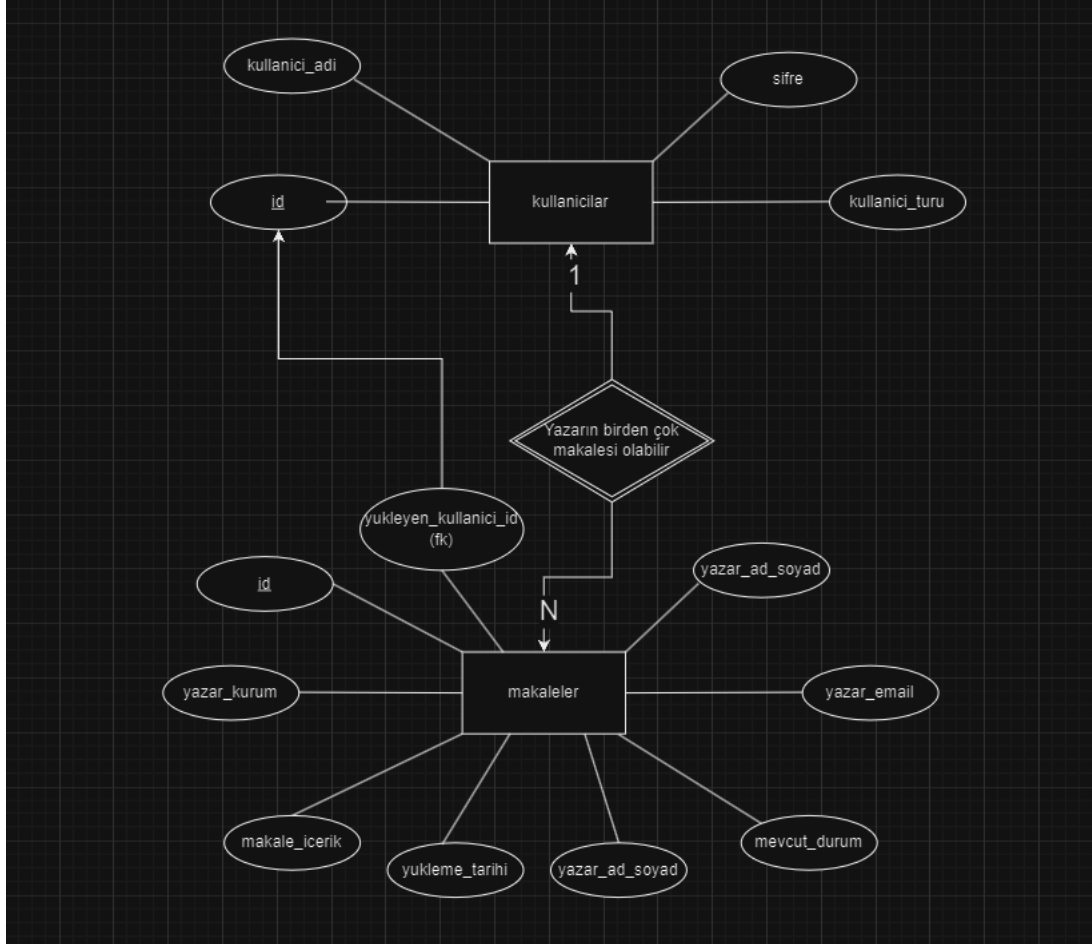 kullanici_adi
sifre
id
kullanicilar
kullanici_turu
1
Yazarın birden çok
makalesi olabilir
yukleyen_kullanici_id
(fk)
id
N
yazar_ad_soyad
yazar_kurum
makaleler
yazar_email
makale_icerik
yukleme_tarihi
yazar_ad_soyad
mevcut_durum